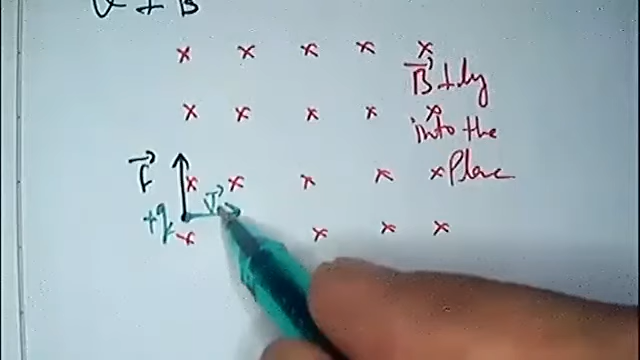 V ⊥ B
x x x x x
B⃗ ⊥ly
x x x x x
into the
F⃗
x x x x x Plane
V⃗
+q
x x x x